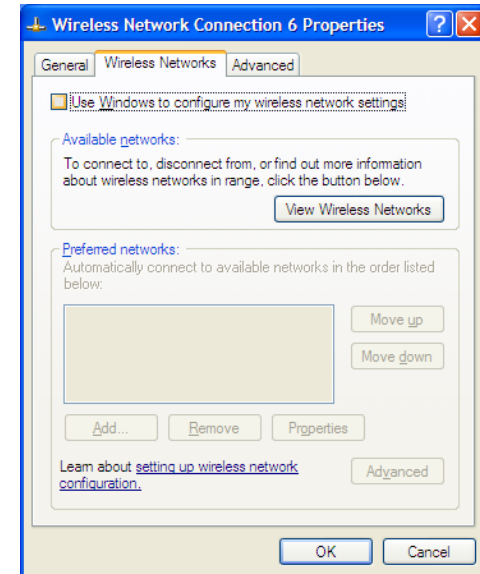 Wireless Network Connection 6 Properties
General Wireless Networks Advanced
Use Windows to configure my wireless network settings
Available networks:
To connect to, disconnect from, or find out more information
about wireless networks in range, click the button below.
View Wireless Networks
Preferred networks:
Automatically connect to available networks in the order listed
below:
Move up
Move down
Add... Remove Properties
Learn about setting up wireless network
configuration.
Advanced
OK Cancel